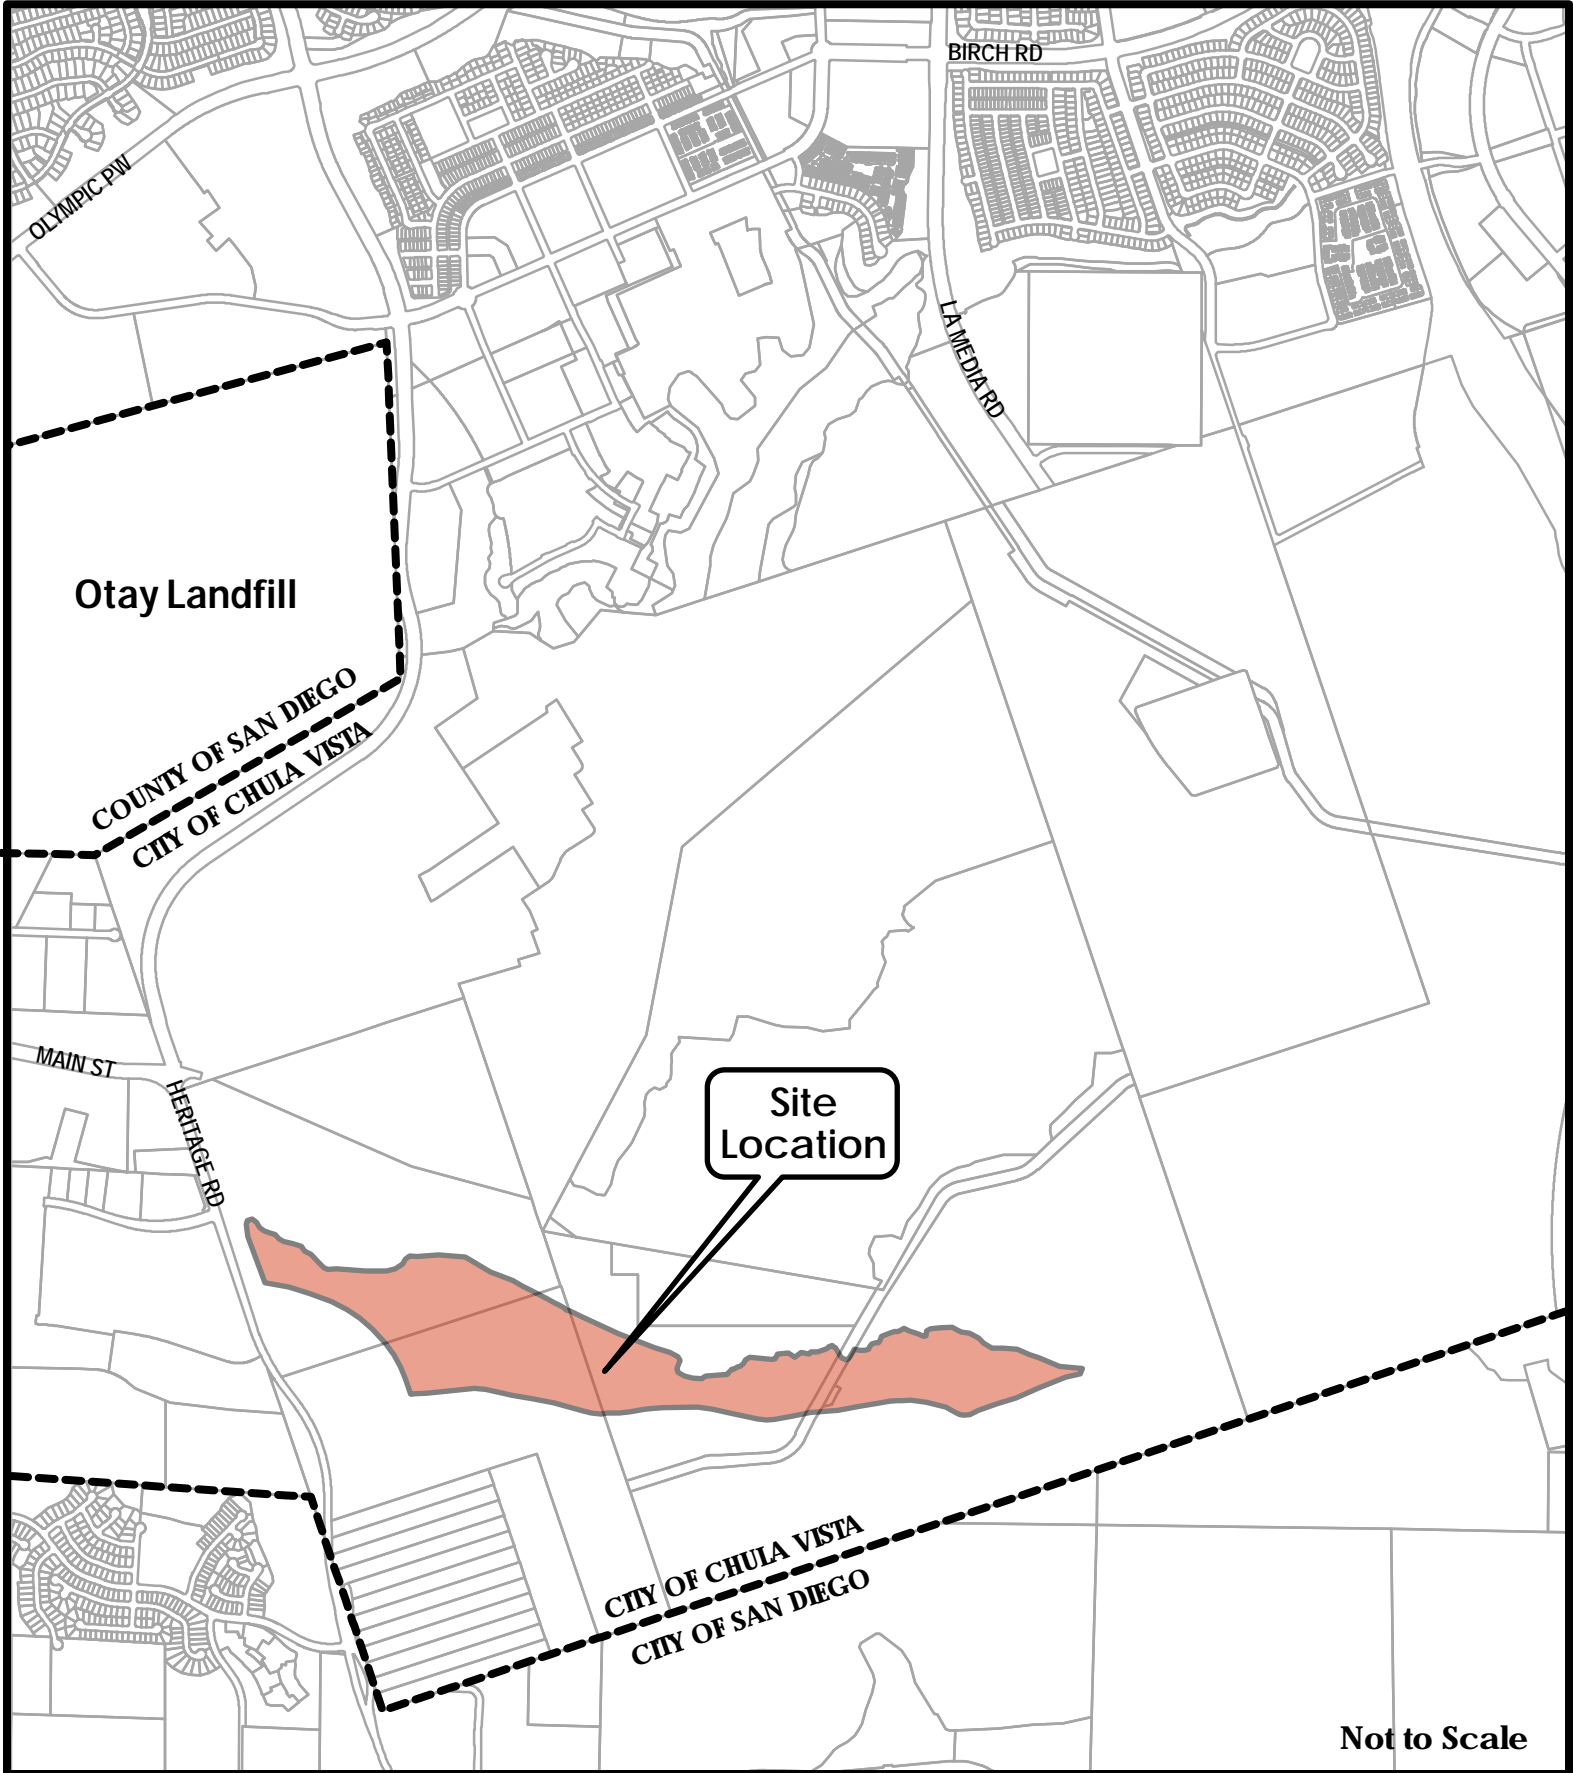 BIRCH RD
OLYMPIC PW
LA MEDIA RD
Otay Landfill
COUNTY OF SAN DIEGO
CITY OF CHULA VISTA
MAIN ST
HERITAGE RD
Site
Location
CITY OF CHULA VISTA
CITY OF SAN DIEGO
Not to Scale